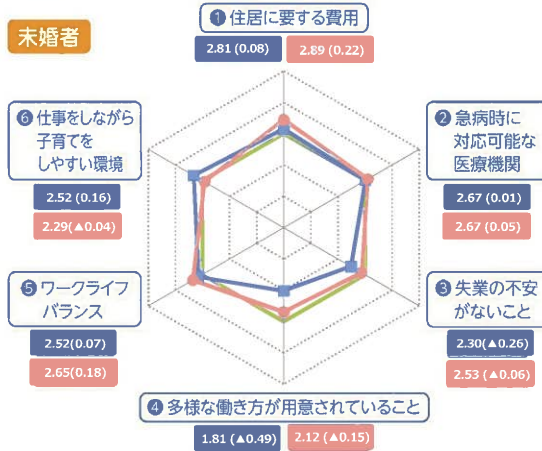 未婚者
❶ 住居に要する費用
2.81 (0.08)
2.89 (0.22)
❷ 急病時に
対応可能な
医療機関
2.67 (0.01)
2.67 (0.05)
❸ 失業の不安
がないこと
2.30(▲0.26)
2.53 (▲0.06)
❹ 多様な働き方が用意されていること
1.81 (▲0.49)
2.12 (▲0.15)
❺ ワークライフ
バランス
2.52(0.07)
2.65(0.18)
❻ 仕事をしながら
子育てを
しやすい環境
2.52 (0.16)
2.29(▲0.04)